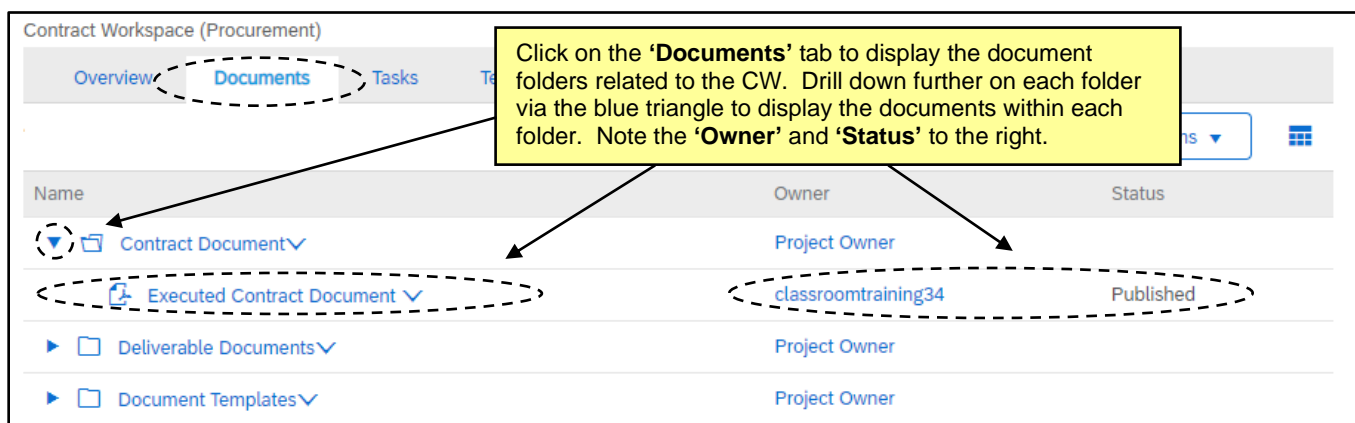 Contract Workspace (Procurement)
Overview Documents Tasks
Click on the ‘Documents’ tab to display the document
folders related to the CW. Drill down further on each folder
via the blue triangle to display the documents within each
folder. Note the ‘Owner’ and ‘Status’ to the right.
Name Owner Status
Contract Document Project Owner
Executed Contract Document classroomtraining34 Published
Deliverable Documents Project Owner
Document Templates Project Owner